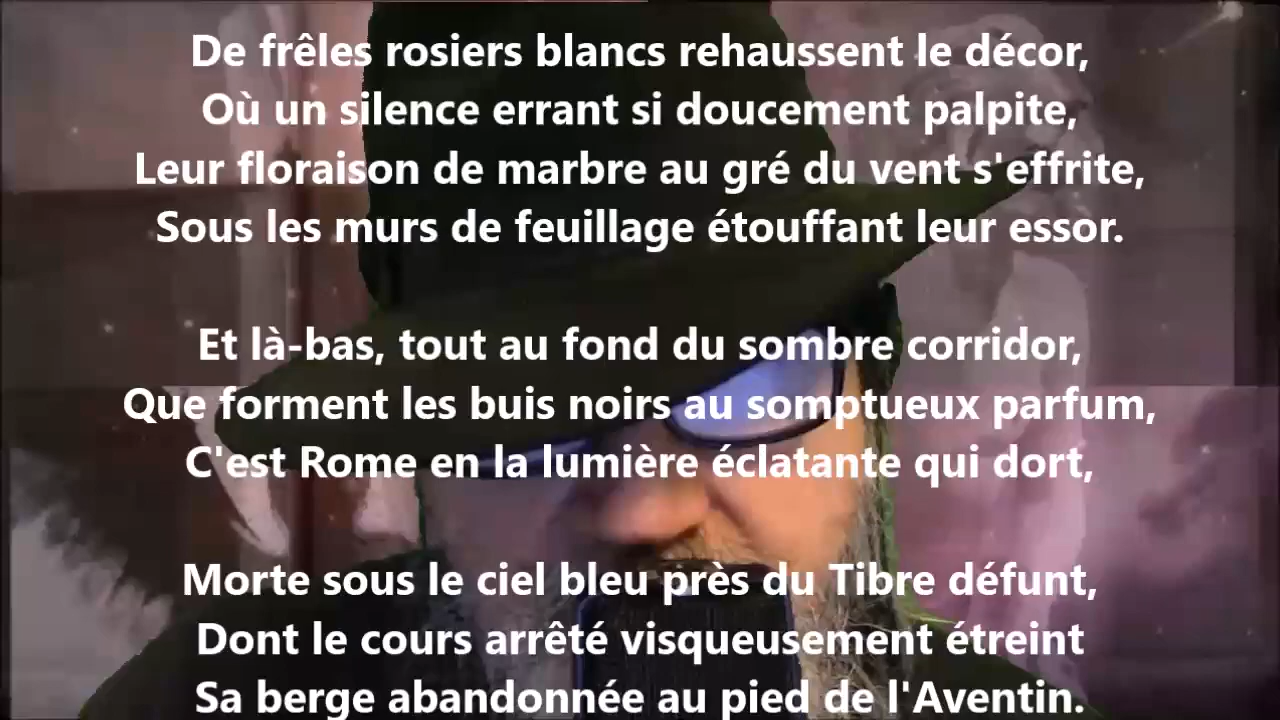 De frêles rosiers blancs rehaussent le décor,
Où un silence errant si doucement palpite,
Leur floraison de marbre au gré du vent s'effrite,
Sous les murs de feuillage étouffant leur essor.
Et là-bas, tout au fond du sombre corridor,
Que forment les buis noirs au somptueux parfum,
C'est Rome en la lumière éclatante qui dort,
Morte sous le ciel bleu près du Tibre défunt,
Dont le cours arrêté visqueusement étreint
Sa berge abandonnée au pied de l'Aventin.